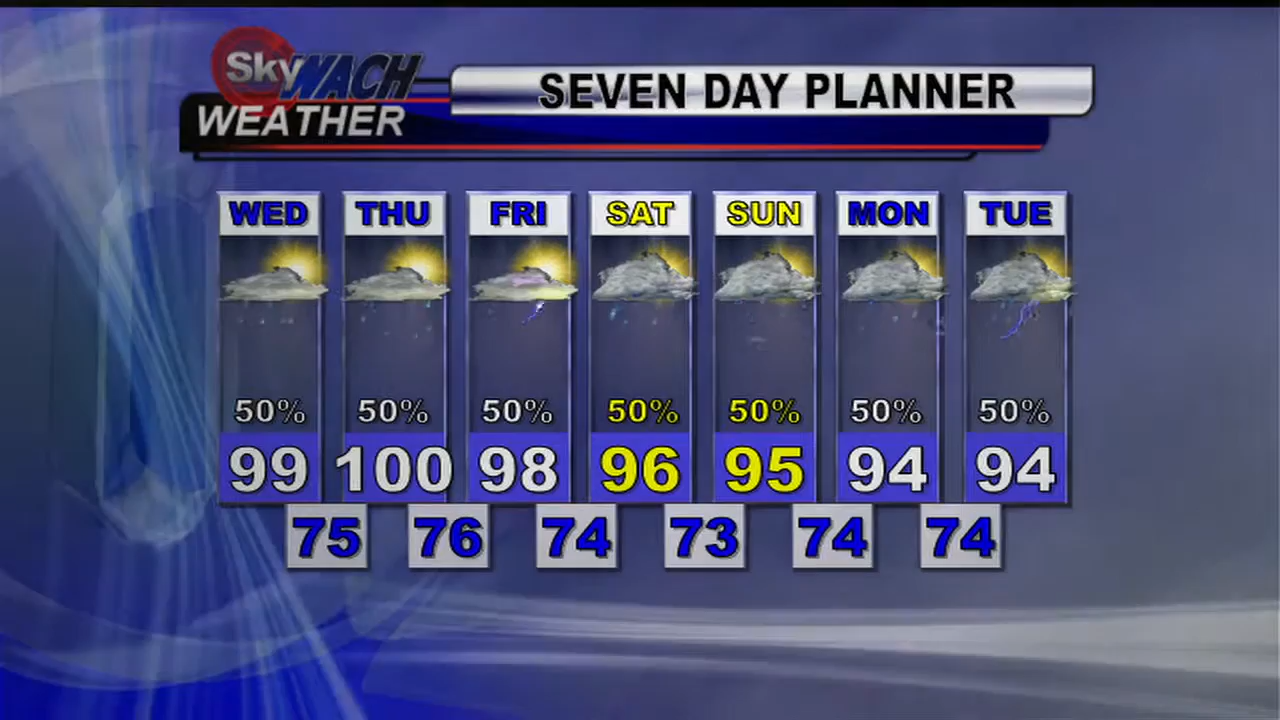 SkyWACH
WEATHER
SEVEN DAY PLANNER
WED THU FRI SAT SUN MON TUE
50% 50% 50% 50% 50% 50% 50%
99 100 98 96 95 94 94
75 76 74 73 74 74